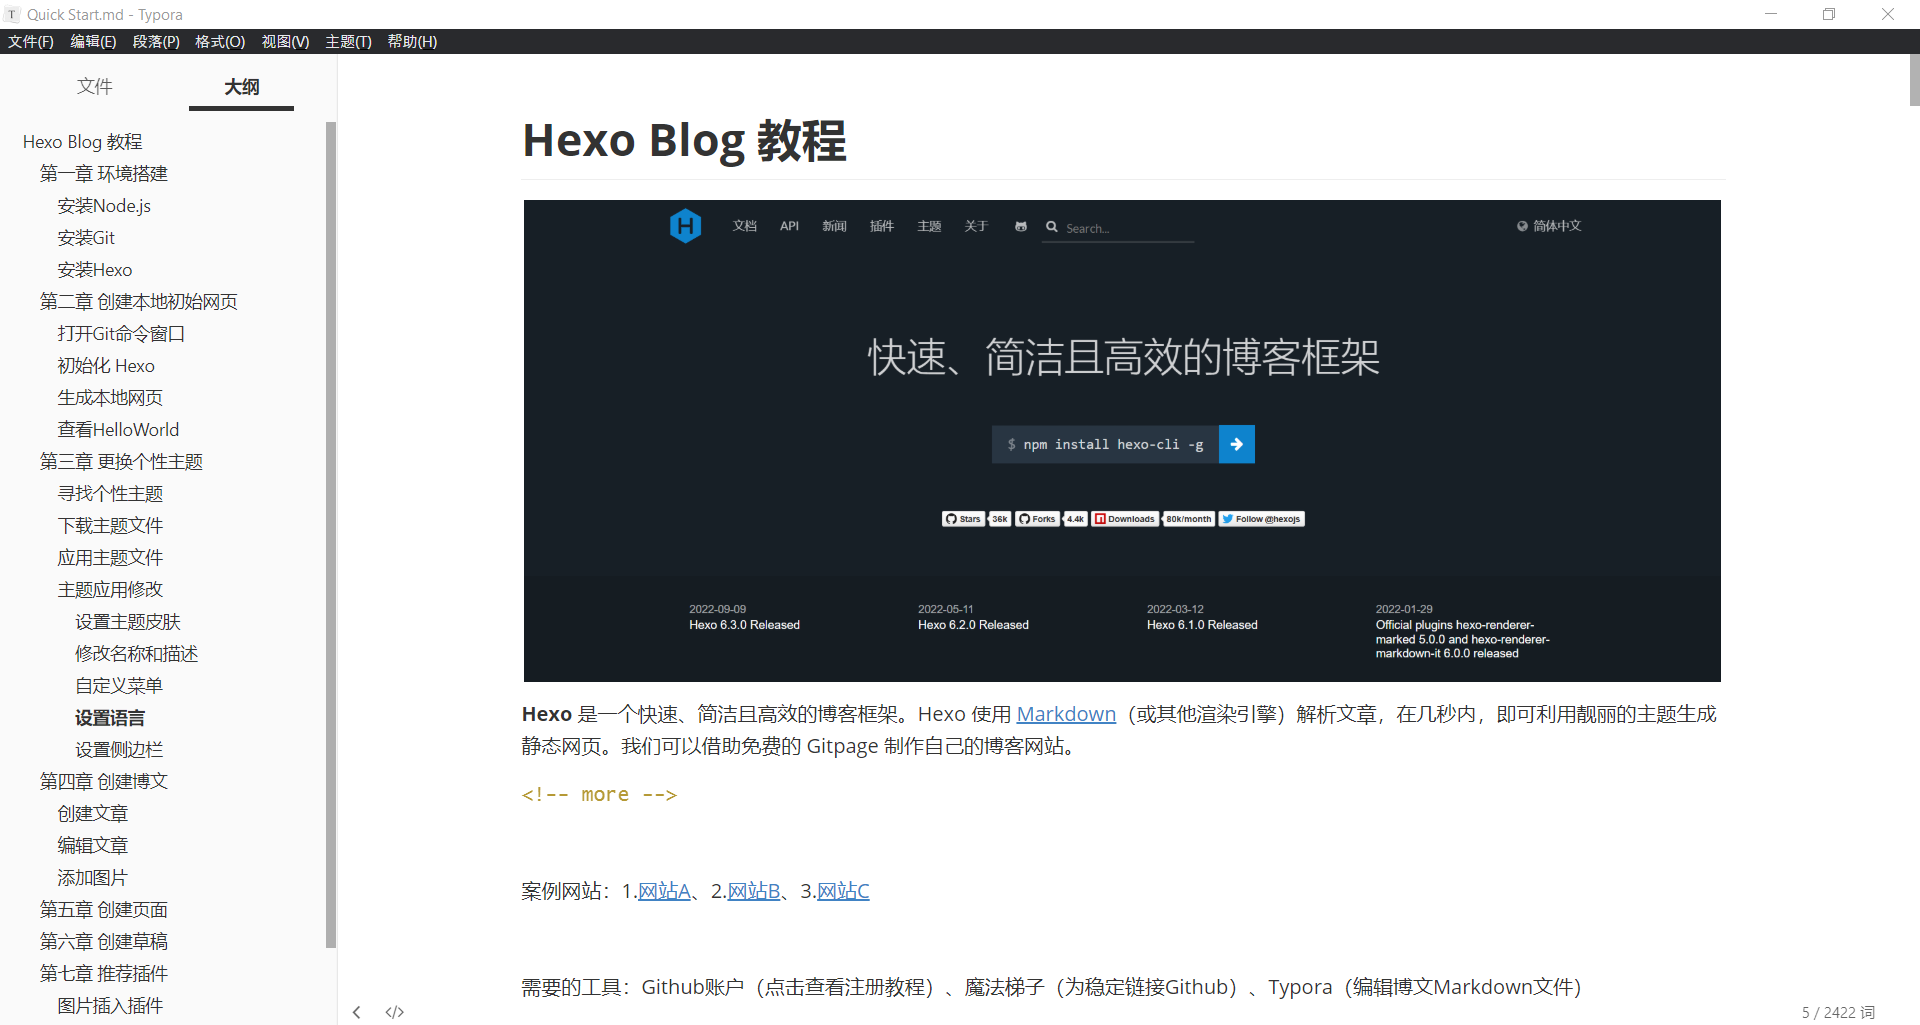 Quick Start.md - Typora
文件(F) 编辑(E) 段落(P) 格式(O) 视图(V) 主题(T) 帮助(H)
文件 大纲
Hexo Blog 教程
第一章 环境搭建
安装Node.js
安装Git
安装Hexo
第二章 创建本地初始网页
打开Git命令窗口
初始化 Hexo
生成本地网页
查看HelloWorld
第三章 更换个性主题
寻找个性主题
下载主题文件
应用主题文件
主题应用修改
设置主题皮肤
修改名称和描述
自定义菜单
设置语言
设置侧边栏
第四章 创建博文
创建文章
编辑文章
添加图片
第五章 创建页面
第六章 创建草稿
第七章 推荐插件
图片插入插件
Hexo Blog 教程
H 文档 API 新闻 插件 主题 关于 Search... 简体中文
快速、简洁且高效的博客框架
$ npm install hexo-cli -g
Stars 36k Forks 4.4k Downloads 80k/month Follow @hexojs
2022-09-09
Hexo 6.3.0 Released
2022-05-11
Hexo 6.2.0 Released
2022-03-12
Hexo 6.1.0 Released
2022-01-29
Official plugins hexo-renderer-
marked 5.0.0 and hexo-renderer-
markdown-it 6.0.0 released
Hexo 是一个快速、简洁且高效的博客框架。Hexo 使用 Markdown（或其他渲染引擎）解析文章，在几秒内，即可利用靓丽的主题生成
静态网页。我们可以借助免费的 Gitpage 制作自己的博客网站。
<!-- more -->
案例网站：1.网站A、2.网站B、3.网站C
需要的工具：Github账户（点击查看注册教程）、魔法梯子（为稳定链接Github）、Typora（编辑博文Markdown文件）
5 / 2422 词